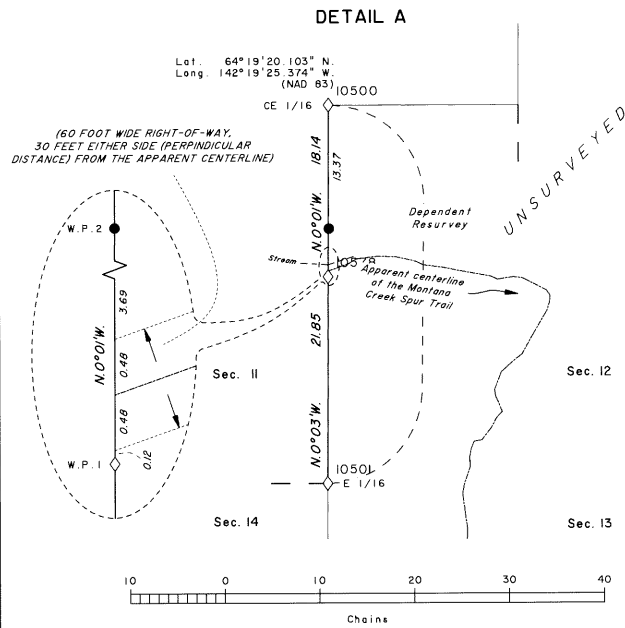 DETAIL A
Lat. 64°19'20.103" N.
Long. 142°19'25.374" W.
(NAD 83)
10500
CE 1/16
(60 FOOT WIDE RIGHT-OF-WAY,
30 FEET EITHER SIDE (PERPINDICULAR
DISTANCE) FROM THE APPARENT CENTERLINE)
UNSURVEYED
18.14
13.37
N.0°01'W.
Dependent
Resurvey
W.P.2
Stream
Apparent centerline
of the Montana
Creek Spur Trail
3.69
N.0°01'W.
0.48
0.48
21.85
Sec. 11
Sec. 12
N.0°03'W.
W.P.1
0.12
10501
E 1/16
Sec. 14
Sec. 13
10 0 10 20 30 40
Chains